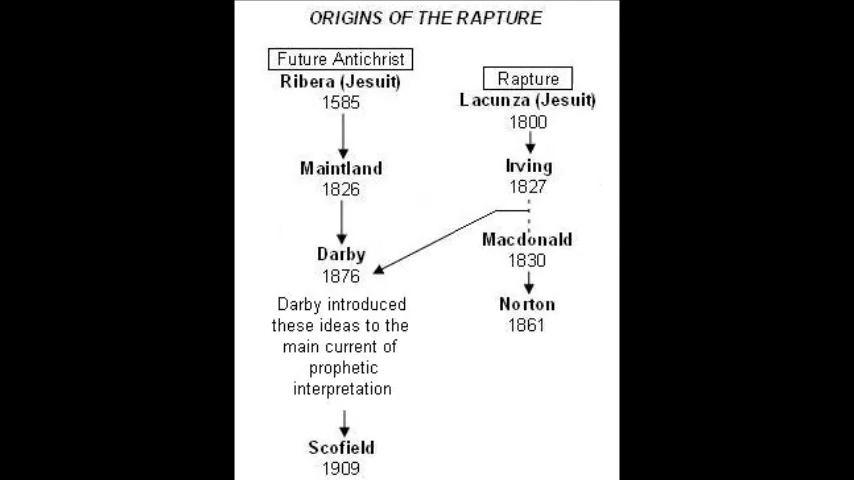 ORIGINS OF THE RAPTURE
Future Antichrist
Ribera (Jesuit)
1585
Maintland
1826
Darby
1876
Darby introduced
these ideas to the
main current of
prophetic
interpretation
Scofield
1909
Rapture
Lacunza (Jesuit)
1800
Irving
1827
Macdonald
1830
Norton
1861